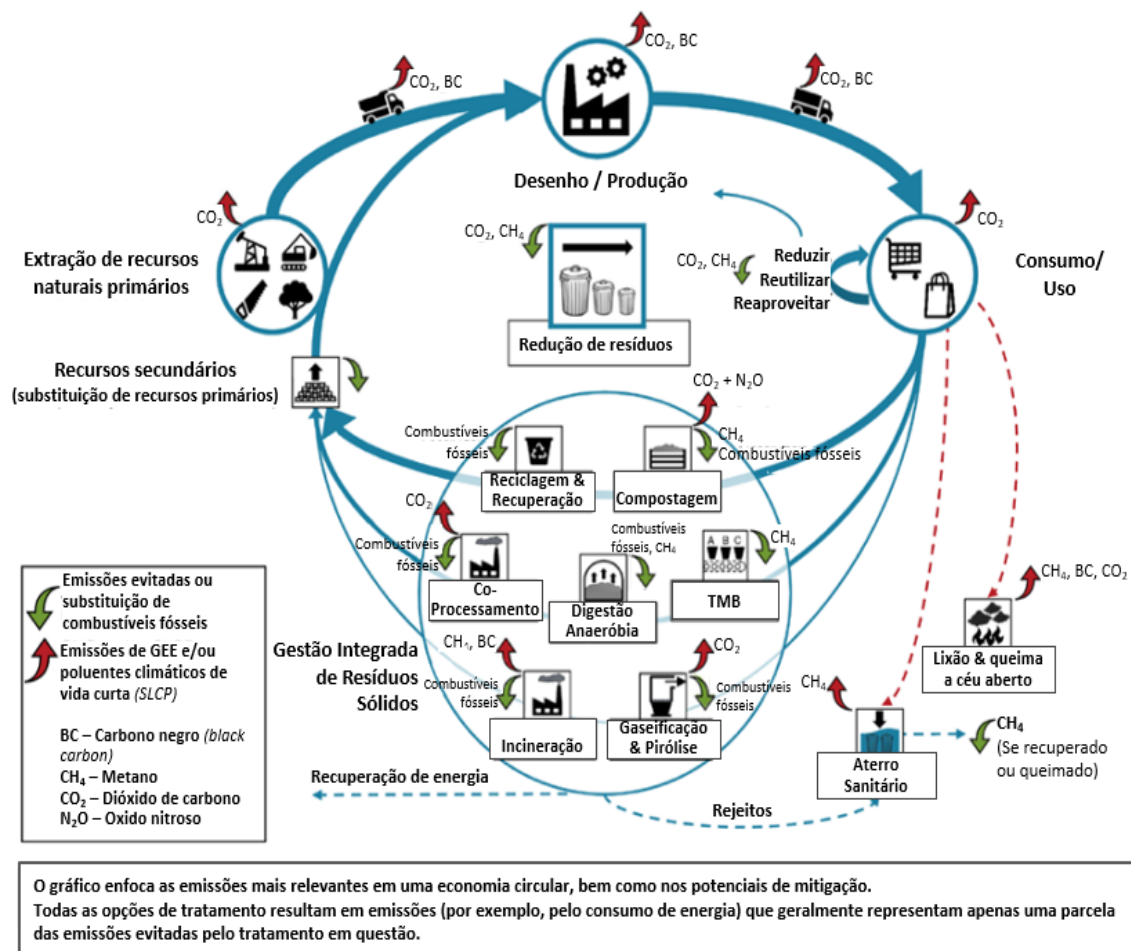 CO₂, BC
CO₂, BC
CO₂, BC
Desenho / Produção
CO₂
Extração de recursos
naturais primários
CO₂, CH₄
Redução de resíduos
CO₂, CH₄
Reduzir
Reutilizar
Reaproveitar
CO₂
Consumo/
Uso
Recursos secundários
(substituição de recursos primários)
CO₂ + N₂O
Combustíveis
fósseis
Reciclagem &
Recuperação
CH₄
Combustíveis fósseis
Compostagem
CO₂
Combustíveis
fósseis
Co-
Processamento
Combustíveis
fósseis, CH₄
Digestão
Anaeróbia
A B C
CH₄
TMB
Gestão Integrada
de Resíduos
Sólidos
BC
Combustíveis
fósseis
Incineração
CO₂
Combustíveis
fósseis
Gaseificação
& Pirólise
CH₄, BC, CO₂
Lixão & queima
a céu aberto
CH₄
Aterro
Sanitário
CH₄
(Se recuperado
ou queimado)
Recuperação de energia
Rejeitos
Emissões evitadas ou
substituição de
combustíveis fósseis
Emissões de GEE e/ou
poluentes climáticos de
vida curta (SLCP)
BC – Carbono negro (black
carbon)
CH₄ – Metano
CO₂ – Dióxido de carbono
N₂O – Oxido nitroso
O gráfico enfoca as emissões mais relevantes em uma economia circular, bem como nos potenciais de mitigação.
Todas as opções de tratamento resultam em emissões (por exemplo, pelo consumo de energia) que geralmente representam apenas uma parcela
das emissões evitadas pelo tratamento em questão.